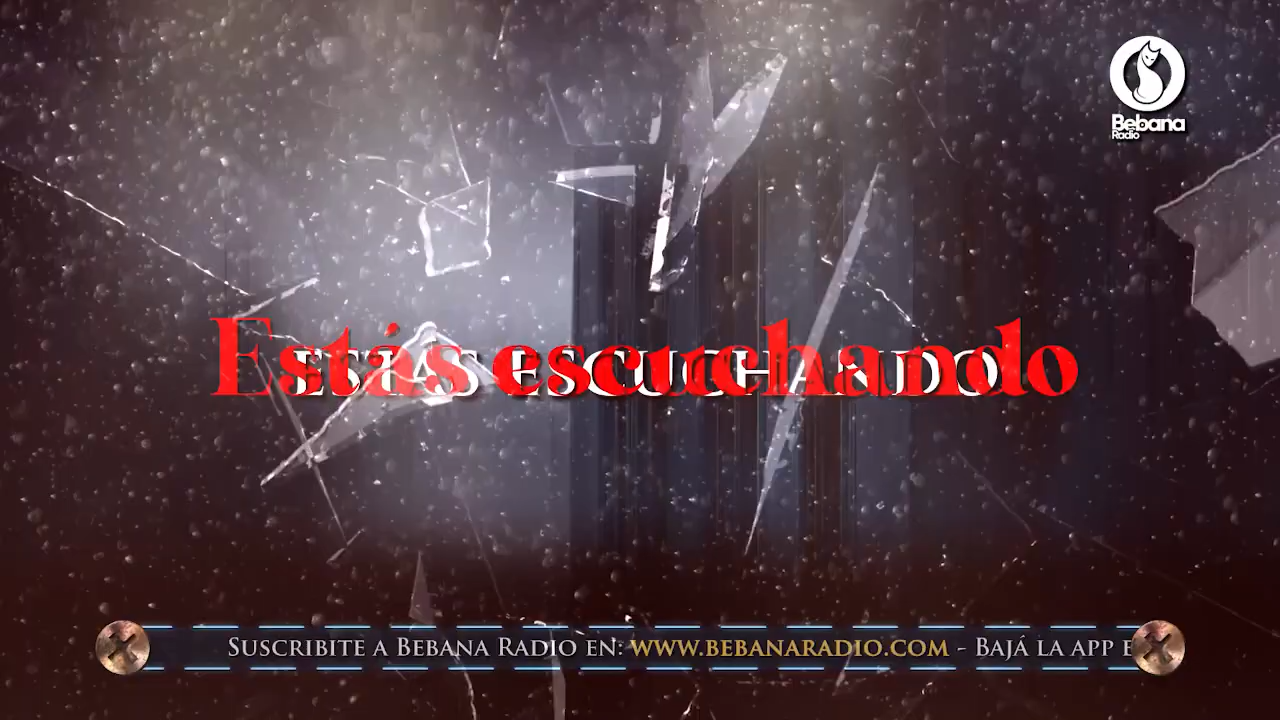 Bebana
Radio
Estás escuchando
ESTÁS ESCUCHANDO
SUSCRIBITE A BEBANA RADIO EN: WWW.BEBANARADIO.COM - BAJÁ LA APP E